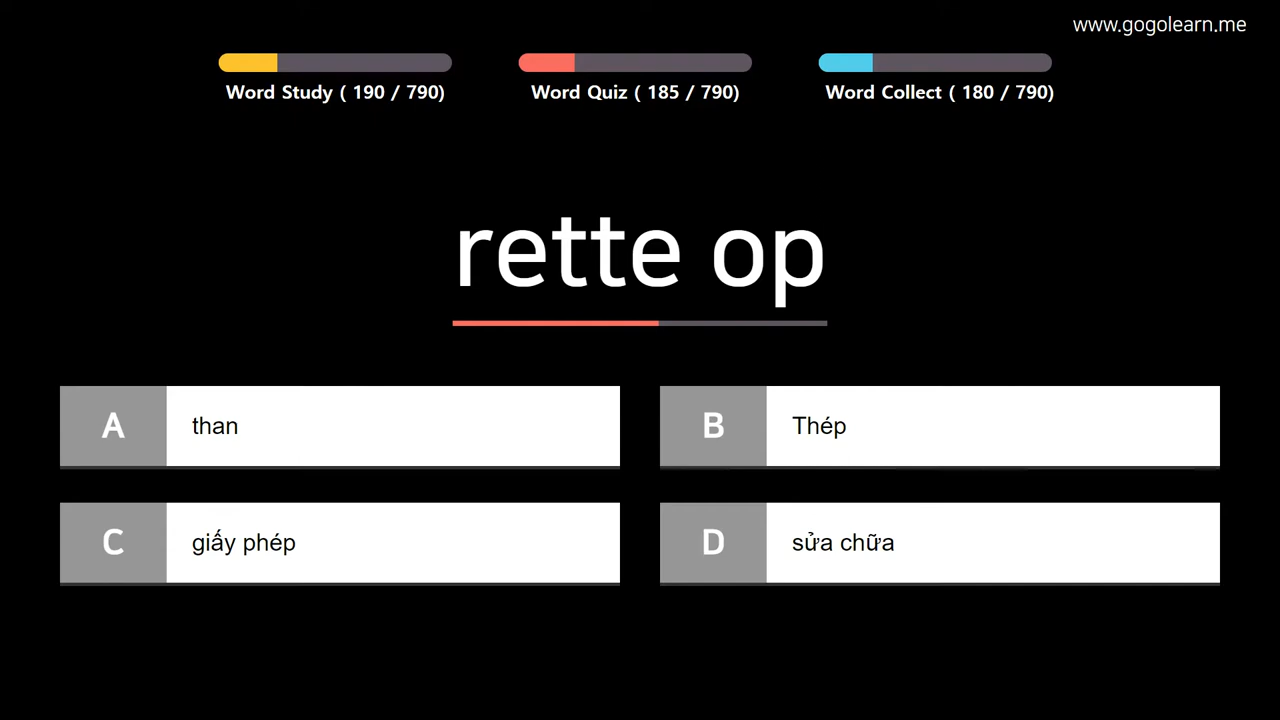 www.gogolearn.me
Word Study ( 190 / 790)
Word Quiz ( 185 / 790)
Word Collect ( 180 / 790)
rette op
A than
B Thép
C giấy phép
D sửa chữa